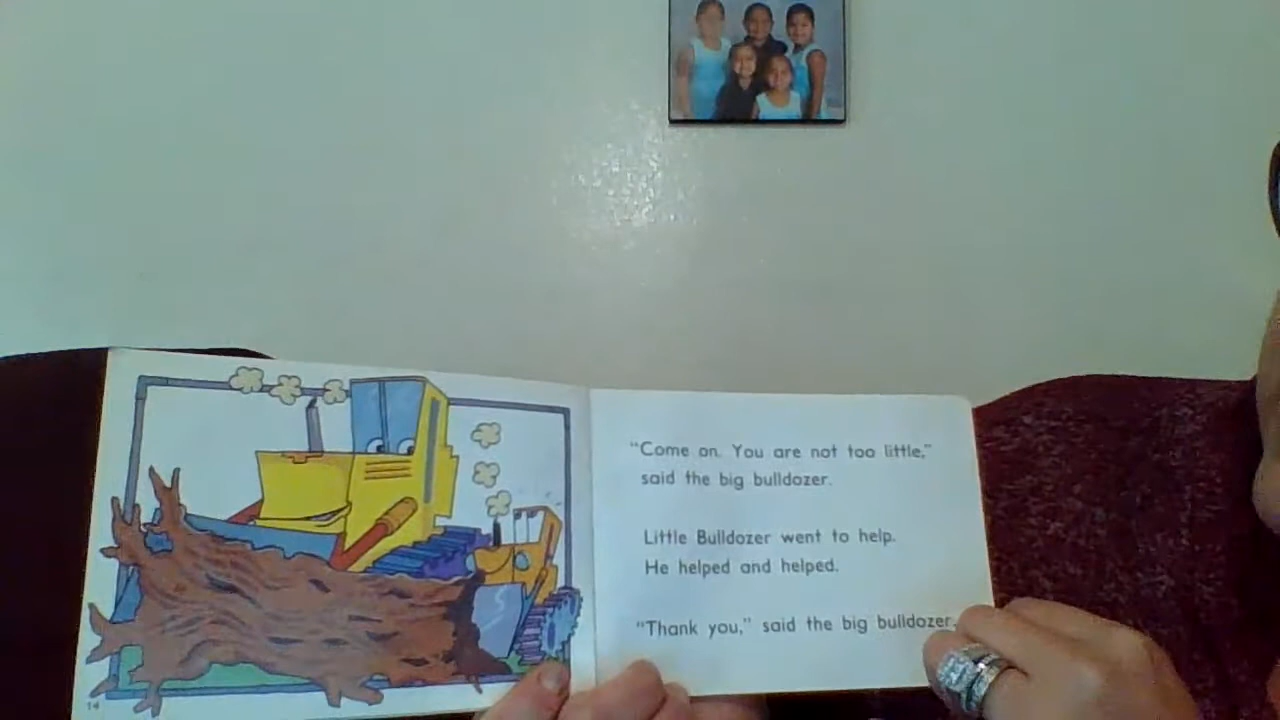 "Come on. You are not too little,"
said the big bulldozer.
Little Bulldozer went to help.
He helped and helped.
"Thank you," said the big bulldozer.
14